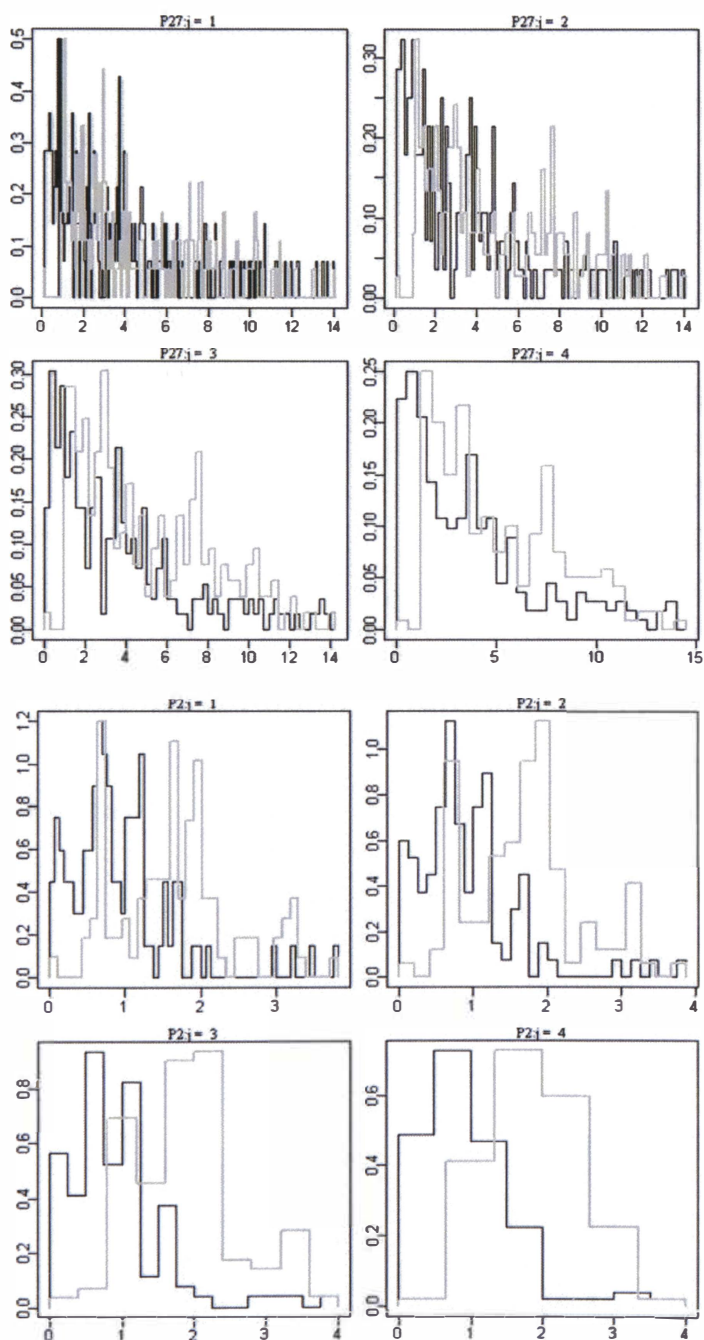 P27:j = 1
0.0 0.1 0.2 0.3 0.4 0.5
0 2 4 6 8 10 12 14
P27:j = 2
0.00 0.10 0.20 0.30
0 2 4 6 8 10 12 14
P27:j = 3
0.00 0.05 0.10 0.15 0.20 0.25 0.30
0 2 4 6 8 10 12 14
P27:j = 4
0.00 0.05 0.10 0.15 0.20 0.25
0 5 10 15
P2:j = 1
0.0 0.2 0.4 0.6 0.8 1.0 1.2
0 1 2 3
P2:j = 2
0.0 0.2 0.4 0.6 0.8 1.0
0 1 2 3 4
P2:j = 3
0.0 0.2 0.4 0.6 0.8
0 1 2 3 4
P2:j = 4
0.0 0.2 0.4 0.6
0 1 2 3 4